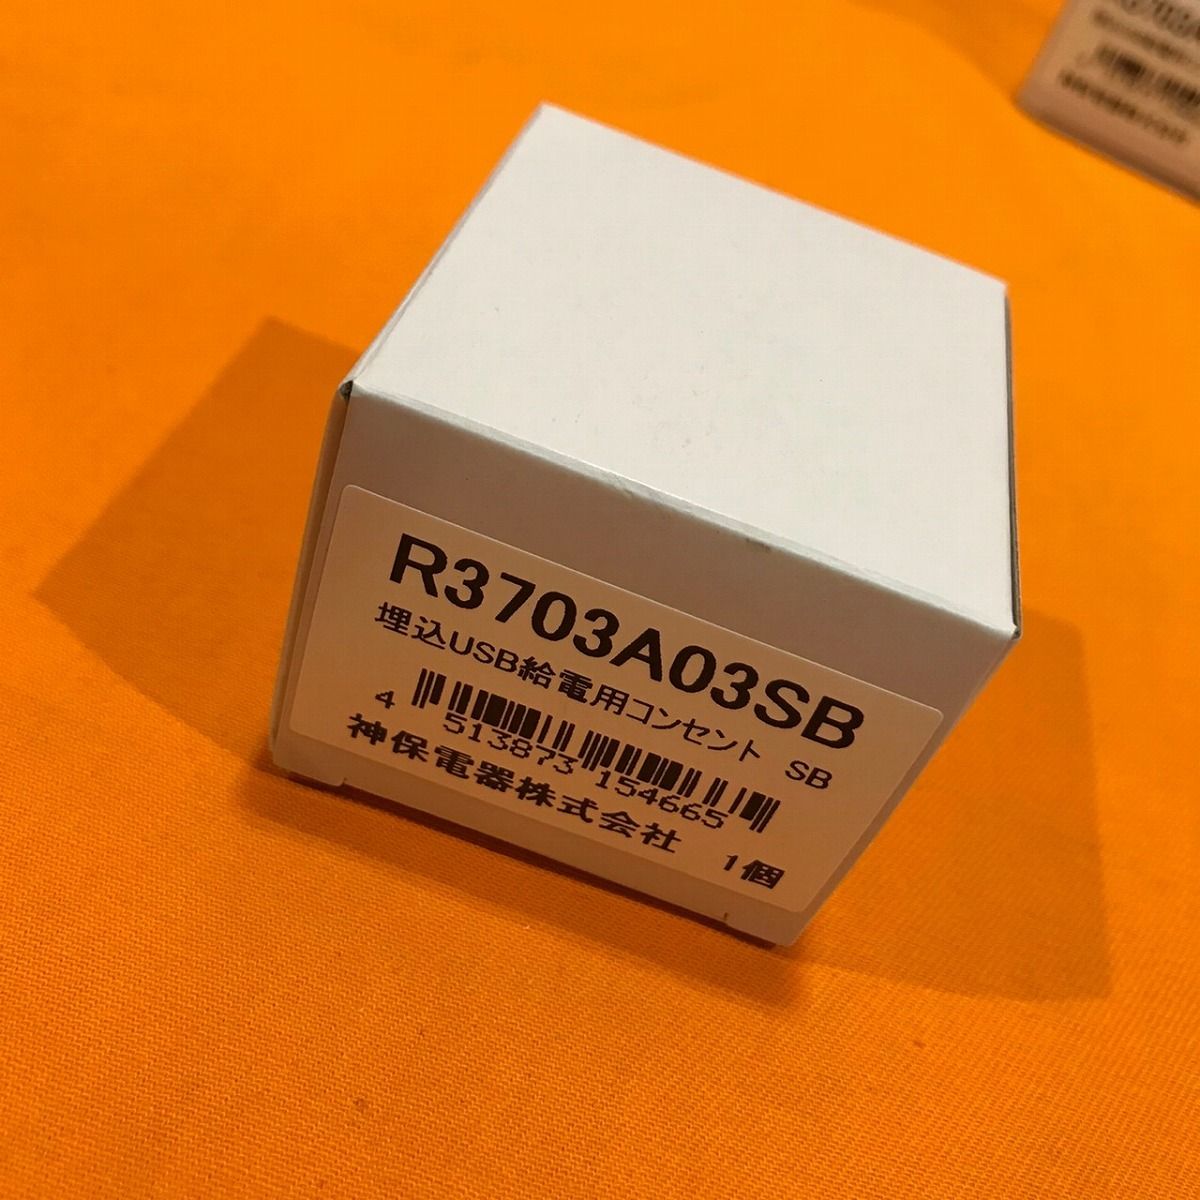 R3703A03SB
埋込USB給電用コンセント SB
4 513873 154665
神保電器株式会社 1個